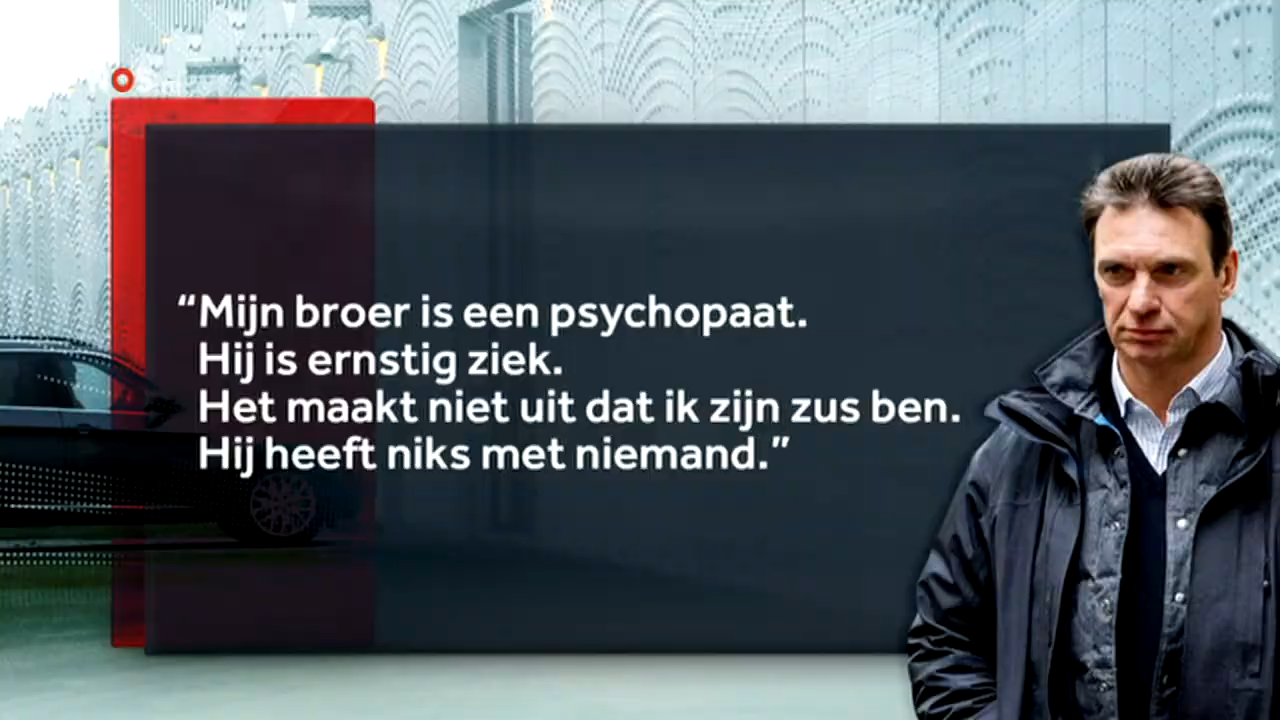 “Mijn broer is een psychopaat.
Hij is ernstig ziek.
Het maakt niet uit dat ik zijn zus ben.
Hij heeft niks met niemand.”